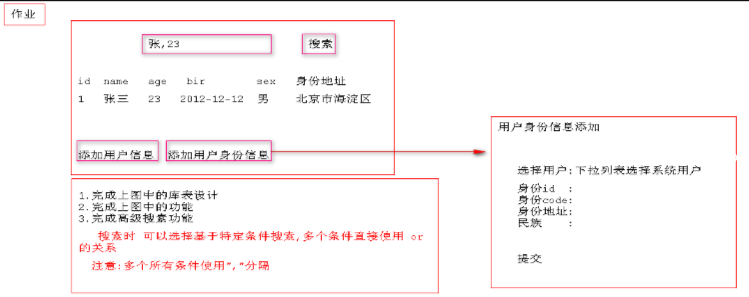 作业
张,23 搜索
id name age bir sex 身份地址
1 张三 23 2012-12-12 男 北京市海淀区
添加用户信息 添加用户身份信息
1.完成上图中的库表设计
2.完成上图中的功能
3.完成高级搜索功能
搜索时 可以选择基于特定条件搜索,多个条件直接使用 or
的关系
注意:多个所有条件使用","分隔
用户身份信息添加
选择用户:下拉列表选择系统用户
身份id :
身份code:
身份地址:
民族 :
提交